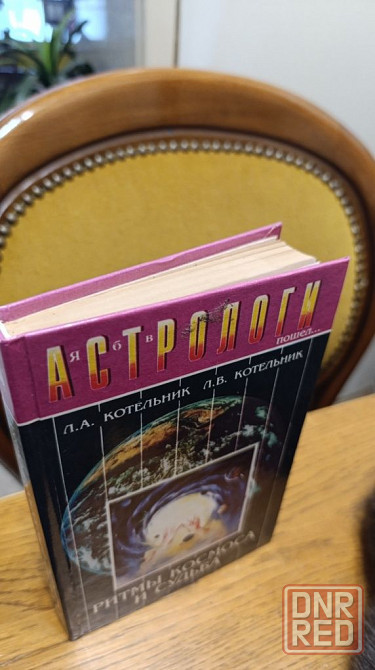 Я б в
АСТРОЛОГИ
пошел...
Л.А. КОТЕЛЬНИК Л.В. КОТЕЛЬНИК
РИТМЫ КОСМОСА
И СУДЬБА
DNR
RED